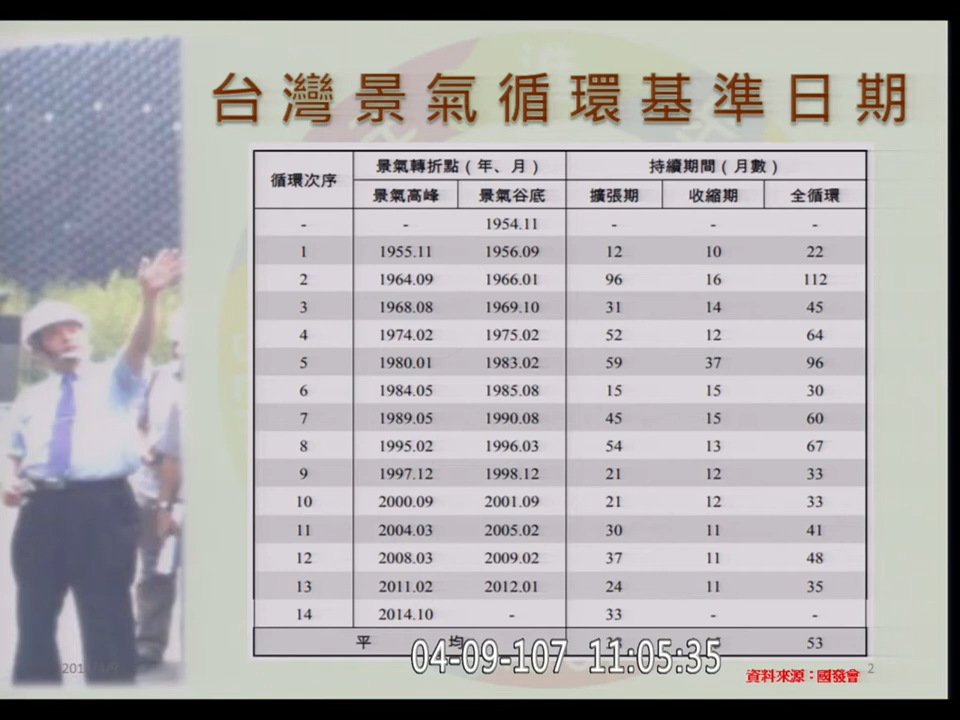 台灣景氣循環基準日期
循環次序 景氣轉折點（年、月） 持續期間（月數）
景氣高峰 景氣谷底 擴張期 收縮期 全循環
- - 1954.11 - - -
1 1955.11 1956.09 12 10 22
2 1964.09 1966.01 96 16 112
3 1968.08 1969.10 31 14 45
4 1974.02 1975.02 52 12 64
5 1980.01 1983.02 59 37 96
6 1984.05 1985.08 15 15 30
7 1989.05 1990.08 45 15 60
8 1995.02 1996.03 54 13 67
9 1997.12 1998.12 21 12 33
10 2000.09 2001.09 21 12 33
11 2004.03 2005.02 30 11 41
12 2008.03 2009.02 37 11 48
13 2011.02 2012.01 24 11 35
14 2014.10 - 33 - -
平 均 53
04-09-107 11:05:35
資料來源：國發會
2